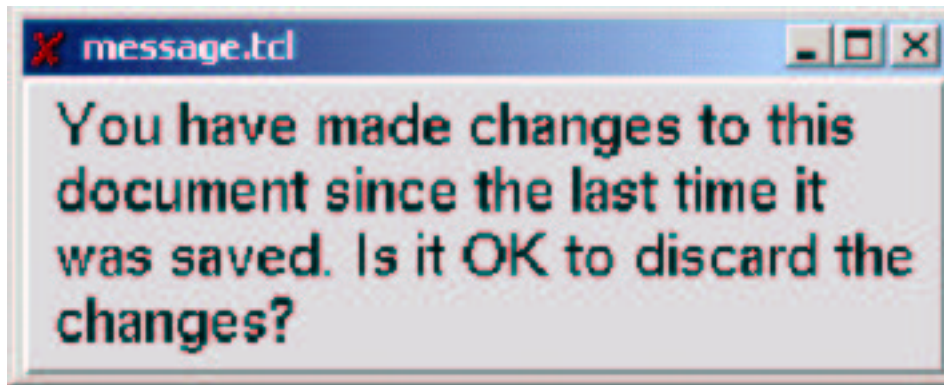 message.tcl
You have made changes to this
document since the last time it
was saved. Is it OK to discard the
changes?